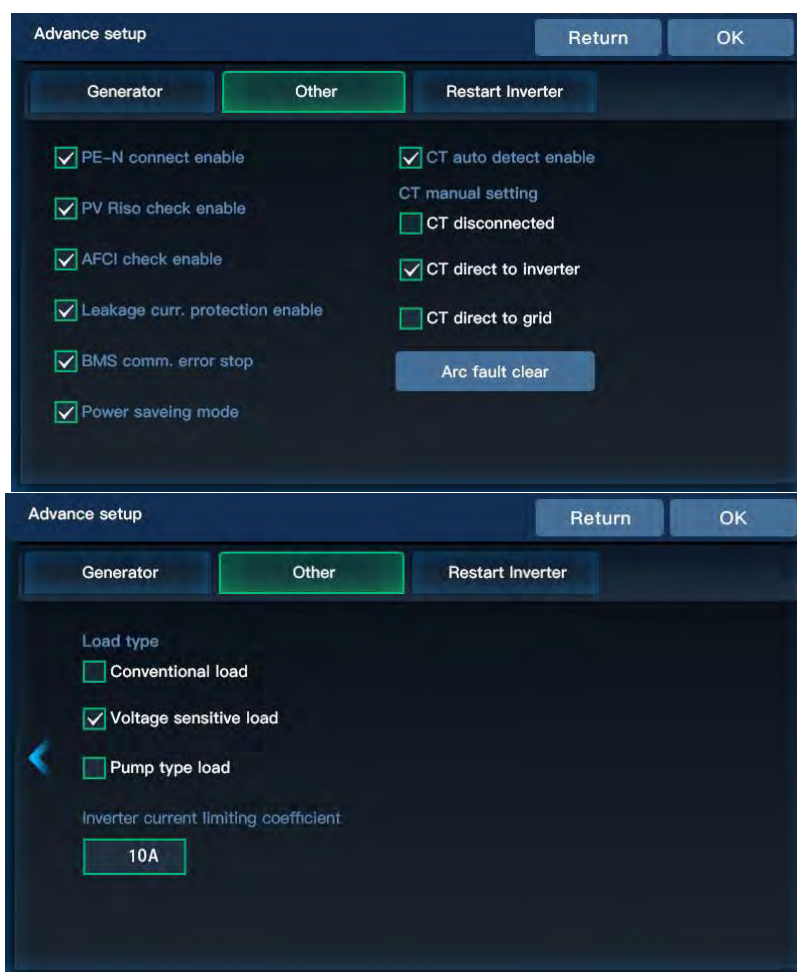 Advance setup
Return
OK
Generator
Other
Restart Inverter
PE-N connect enable
PV Riso check enable
AFCI check enable
Leakage curr. protection enable
BMS comm. error stop
Power saveing mode
CT auto detect enable
CT manual setting
CT disconnected
CT direct to inverter
CT direct to grid
Arc fault clear
Advance setup
Return
OK
Generator
Other
Restart Inverter
Load type
Conventional load
Voltage sensitive load
Pump type load
Inverter current limiting coefficient
10A